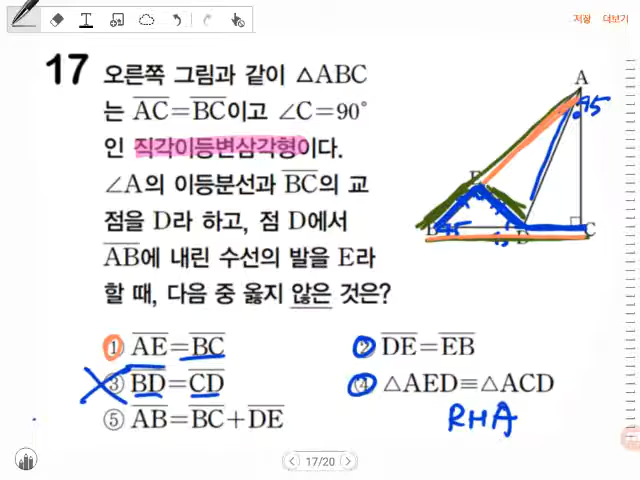 저장 더보기
17 오른쪽 그림과 같이 △ABC
는 AC=BC이고 ∠C=90°
인 직각이등변삼각형이다.
∠A의 이등분선과 BC의 교
점을 D라 하고, 점 D에서
AB에 내린 수선의 발을 E라
할 때, 다음 중 옳지 않은 것은?
A
45
B
45
D
C
① AE=BC ② DE=EB
③ BD=CD ④ △AED≡△ACD
⑤ AB=BC+DE
RHA
17/20